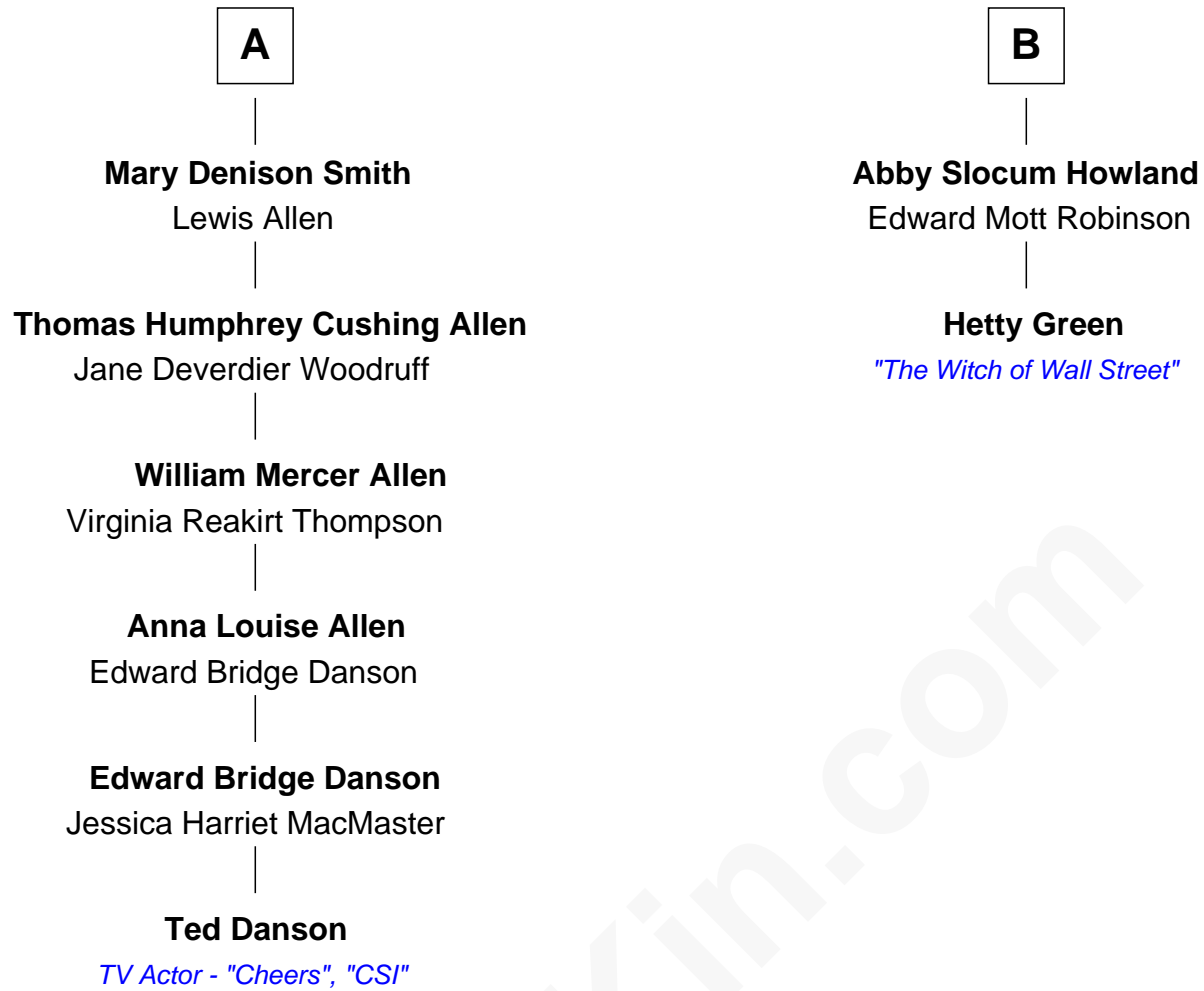 A
Mary Denison Smith
Lewis Allen
Thomas Humphrey Cushing Allen
Jane Deverdier Woodruff
William Mercer Allen
Virginia Reakirt Thompson
Anna Louise Allen
Edward Bridge Danson
Edward Bridge Danson
Jessica Harriet MacMaster
Ted Danson
TV Actor - "Cheers", "CSI"
B
Abby Slocum Howland
Edward Mott Robinson
Hetty Green
"The Witch of Wall Street"